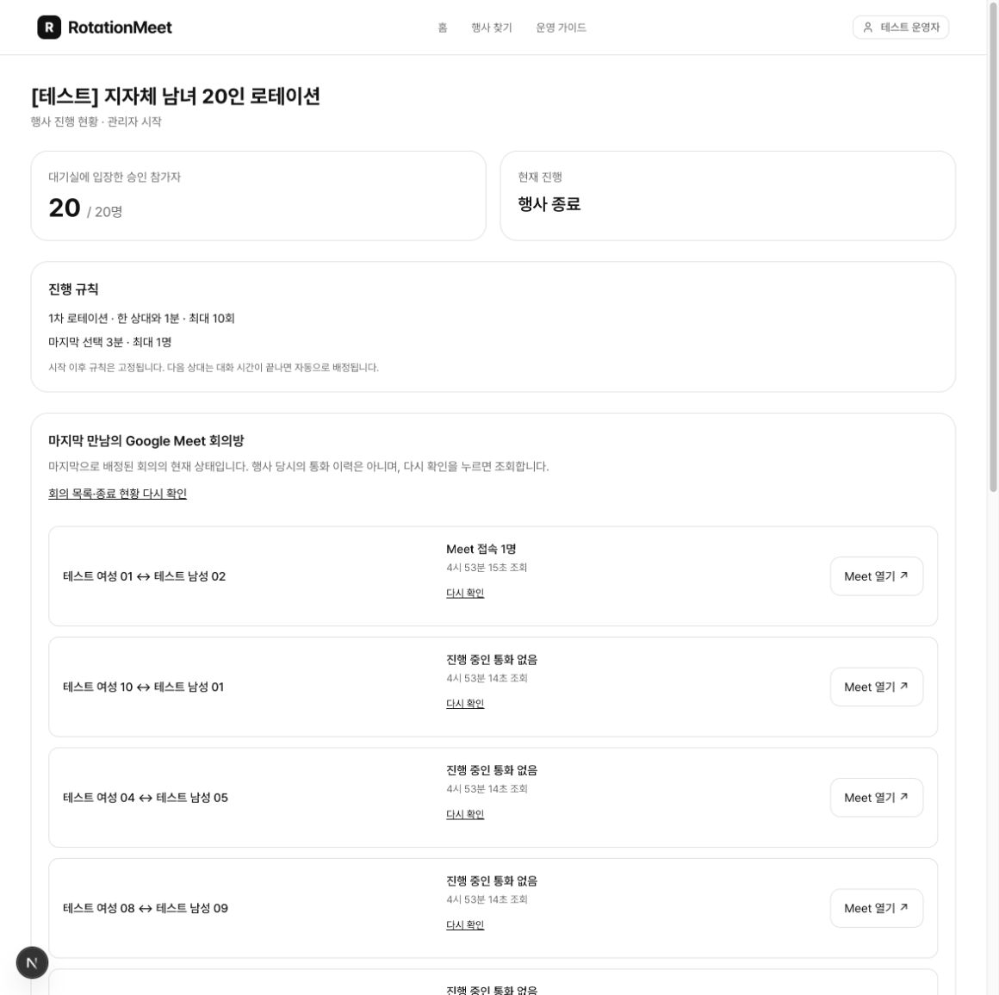 R RotationMeet
홈 행사 찾기 운영 가이드
테스트 운영자
[테스트] 지자체 남녀 20인 로테이션
행사 진행 현황 · 관리자 시작
대기실에 입장한 승인 참가자
20 / 20명
현재 진행
행사 종료
진행 규칙
1차 로테이션 · 한 상대와 1분 · 최대 10회
마지막 선택 3분 · 최대 1명
시작 이후 규칙은 고정됩니다. 다음 상대는 대화 시간이 끝나면 자동으로 배정됩니다.
마지막 만남의 Google Meet 회의방
마지막으로 배정된 회의의 현재 상태입니다. 행사 당시의 통화 이력은 아니며, 다시 확인을 누르면 조회합니다.
회의 목록·종료 현황 다시 확인
테스트 여성 01 ↔ 테스트 남성 02
Meet 접속 1명
4시 53분 15초 조회
다시 확인
Meet 열기 ↗
테스트 여성 10 ↔ 테스트 남성 01
진행 중인 통화 없음
4시 53분 14초 조회
다시 확인
Meet 열기 ↗
테스트 여성 04 ↔ 테스트 남성 05
진행 중인 통화 없음
4시 53분 14초 조회
다시 확인
Meet 열기 ↗
테스트 여성 08 ↔ 테스트 남성 09
진행 중인 통화 없음
4시 53분 14초 조회
다시 확인
Meet 열기 ↗
N
진행 중인 통화 없음